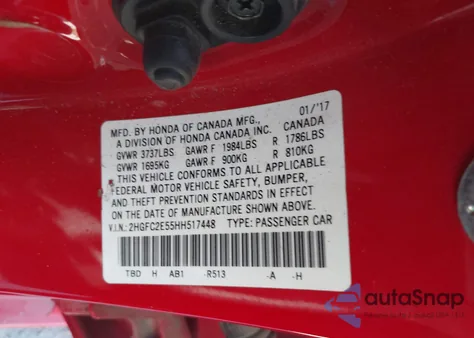 MFD. BY HONDA OF CANADA MFG., 01/'17
A DIVISION OF HONDA CANADA INC. CANADA
GVWR 3737LBS GAWR F 1984LBS R 1786LBS
GVWR 1695KG GAWR F 900KG R 810KG
THIS VEHICLE CONFORMS TO ALL APPLICABLE
FEDERAL MOTOR VEHICLE SAFETY, BUMPER,
AND THEFT PREVENTION STANDARDS IN EFFECT
ON THE DATE OF MANUFACTURE SHOWN ABOVE.
V.I.N.: 2HGFC2E55HH517448 TYPE: PASSENGER CAR
TBD H AB1 R513 -A -H
autoSnap